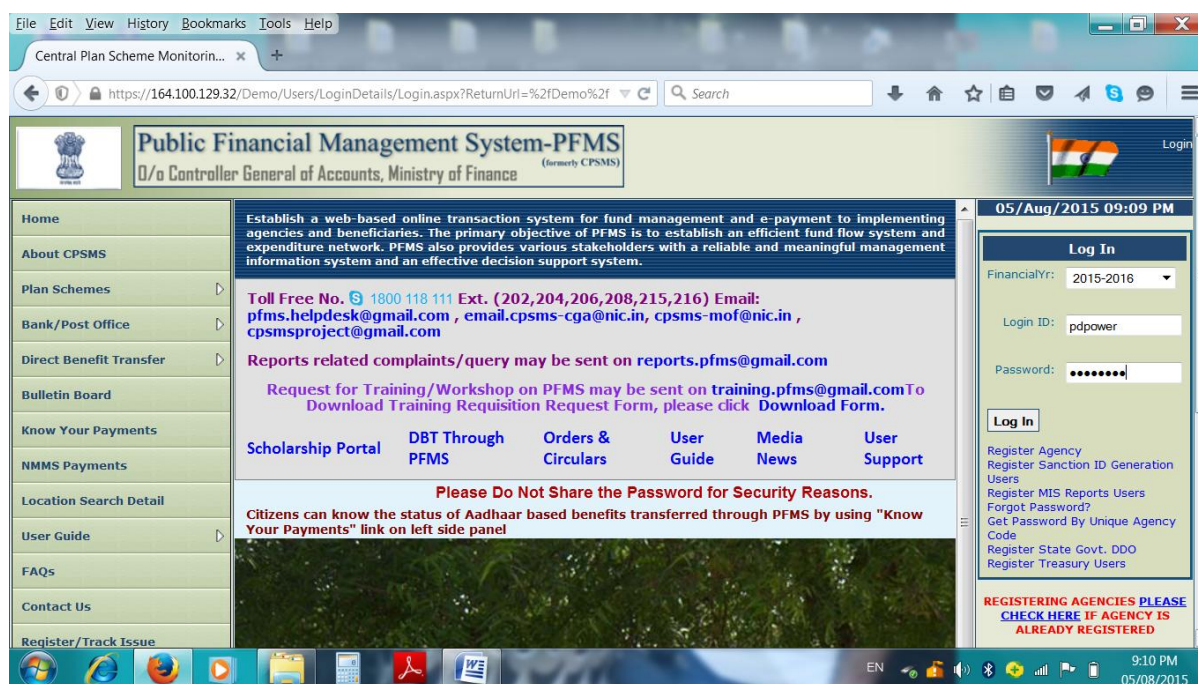 File Edit View History Bookmarks Tools Help
Central Plan Scheme Monitorin... × +
https://164.100.129.32/Demo/Users/LoginDetails/Login.aspx?ReturnUrl=%2fDemo%2f
Search
Public Financial Management System-PFMS
(formerly CPSMS)
O/o Controller General of Accounts, Ministry of Finance
Login
Home
About CPSMS
Plan Schemes
Bank/Post Office
Direct Benefit Transfer
Bulletin Board
Know Your Payments
NMMS Payments
Location Search Detail
User Guide
FAQs
Contact Us
Register/Track Issue
Establish a web-based online transaction system for fund management and e-payment to implementing
agencies and beneficiaries. The primary objective of PFMS is to establish an efficient fund flow system and
expenditure network. PFMS also provides various stakeholders with a reliable and meaningful management
information system and an effective decision support system.
Toll Free No. 1800 118 111 Ext. (202,204,206,208,215,216) Email:
pfms.helpdesk@gmail.com , email.cpsms-cga@nic.in, cpsms-mof@nic.in ,
cpsmsproject@gmail.com
Reports related complaints/query may be sent on reports.pfms@gmail.com
Request for Training/Workshop on PFMS may be sent on training.pfms@gmail.comTo
Download Training Requisition Request Form, please click Download Form.
Scholarship Portal
DBT Through
PFMS
Orders &
Circulars
User
Guide
Media
News
User
Support
Please Do Not Share the Password for Security Reasons.
Citizens can know the status of Aadhaar based benefits transferred through PFMS by using "Know
Your Payments" link on left side panel
05/Aug/2015 09:09 PM
Log In
FinancialYr: 2015-2016
Login ID: pdpower
Password: ••••••••
Log In
Register Agency
Register Sanction ID Generation
Users
Register MIS Reports Users
Forgot Password?
Get Password By Unique Agency
Code
Register State Govt. DDO
Register Treasury Users
REGISTERING AGENCIES PLEASE
CHECK HERE IF AGENCY IS
ALREADY REGISTERED
EN
9:10 PM
05/08/2015